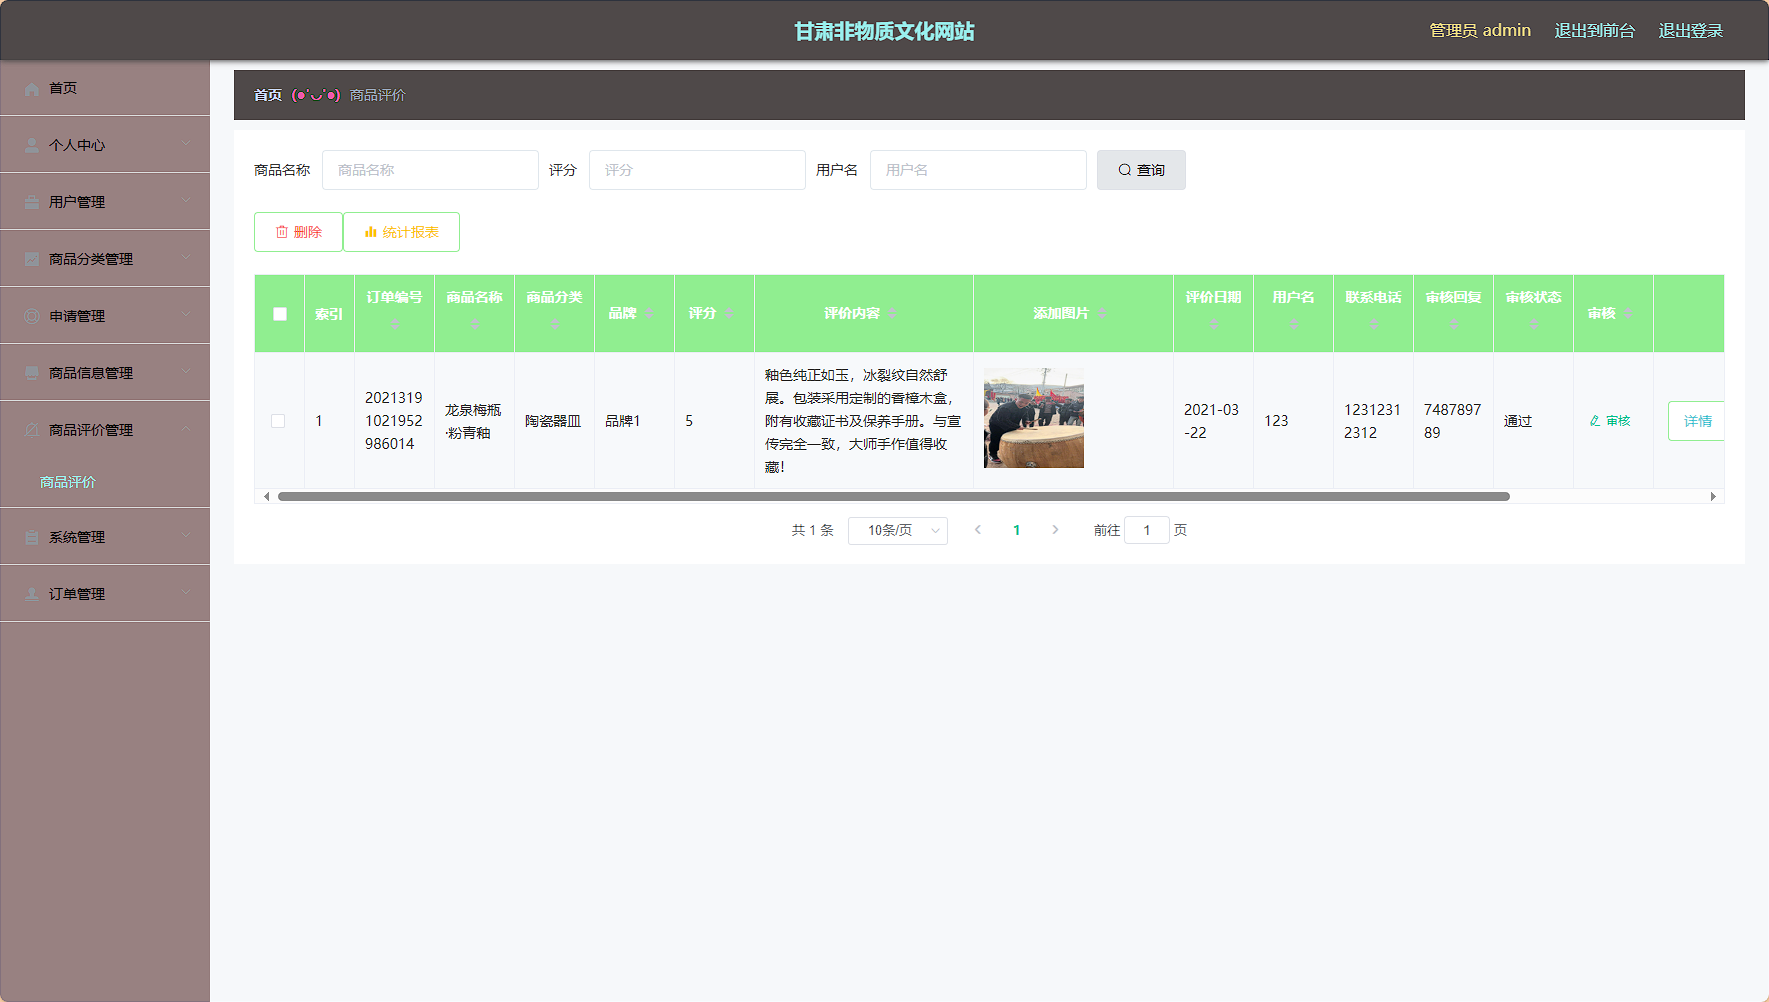 甘肃非物质文化网站
管理员 admin
退出到前台
退出登录
首页
个人中心
用户管理
商品分类管理
申请管理
商品信息管理
商品评价管理
商品评价
系统管理
订单管理
首页 (●'◡'●) 商品评价
商品名称 商品名称 评分 评分 用户名 用户名 查询
删除 统计报表
索引 订单编号 商品名称 商品分类 品牌 评分 评价内容 添加图片 评价日期 用户名 联系电话 审核回复 审核状态 审核
1
2021319
1021952
986014
龙泉梅瓶
·粉青釉
陶瓷器皿
品牌1
5
釉色纯正如玉，冰裂纹自然舒
展。包装采用定制的香樟木盒，
附有收藏证书及保养手册。与宣
传完全一致，大师手作值得收
藏！
2021-03
-22
123
1231231
2312
7487897
89
通过
审核
详情
共 1 条 10条/页 1 前往 1 页